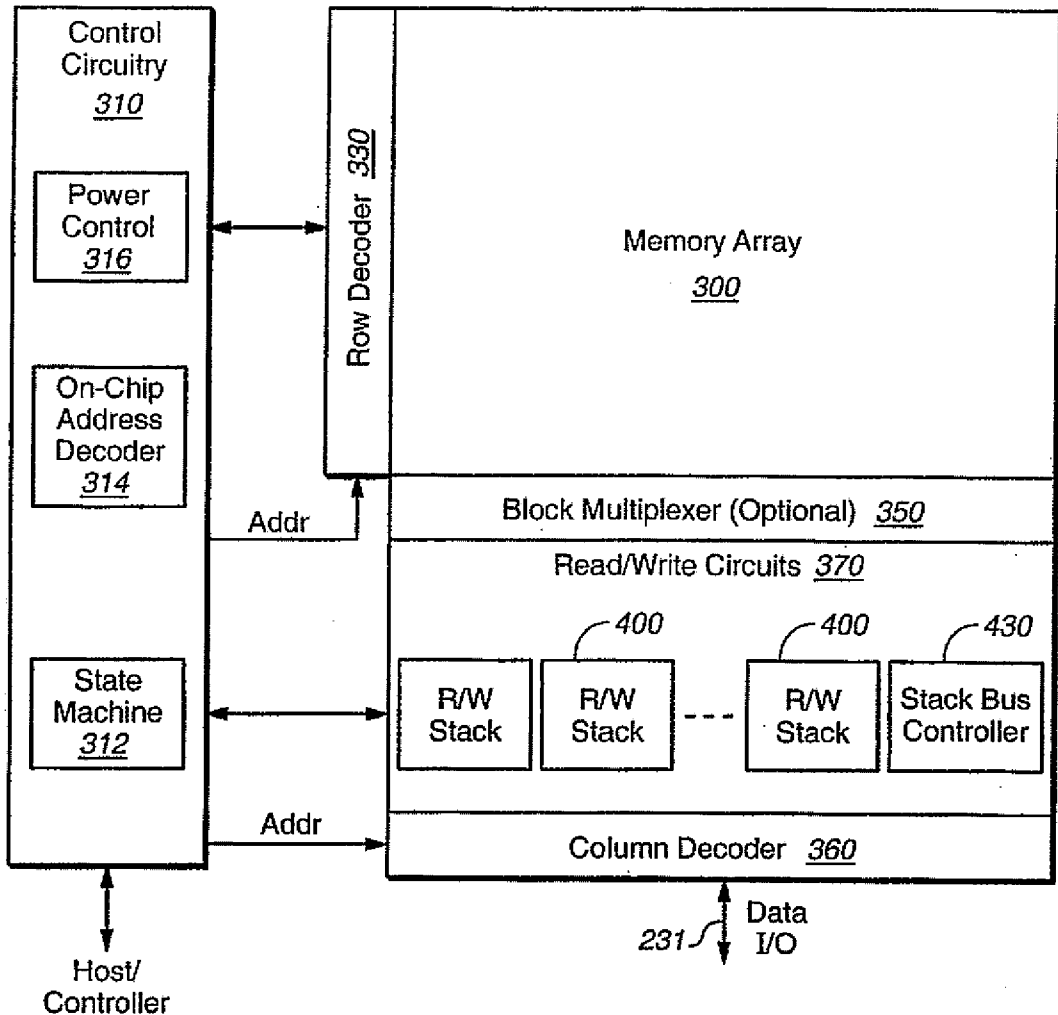 Control
Circuitry
310
Power
Control
316
On-Chip
Address
Decoder
314
State
Machine
312
Host/
Controller
Addr
Addr
Row Decoder 330
Memory Array
300
Block Multiplexer (Optional) 350
Read/Write Circuits 370
400
400
430
R/W
Stack
R/W
Stack
R/W
Stack
Stack Bus
Controller
Column Decoder 360
231
Data
I/O